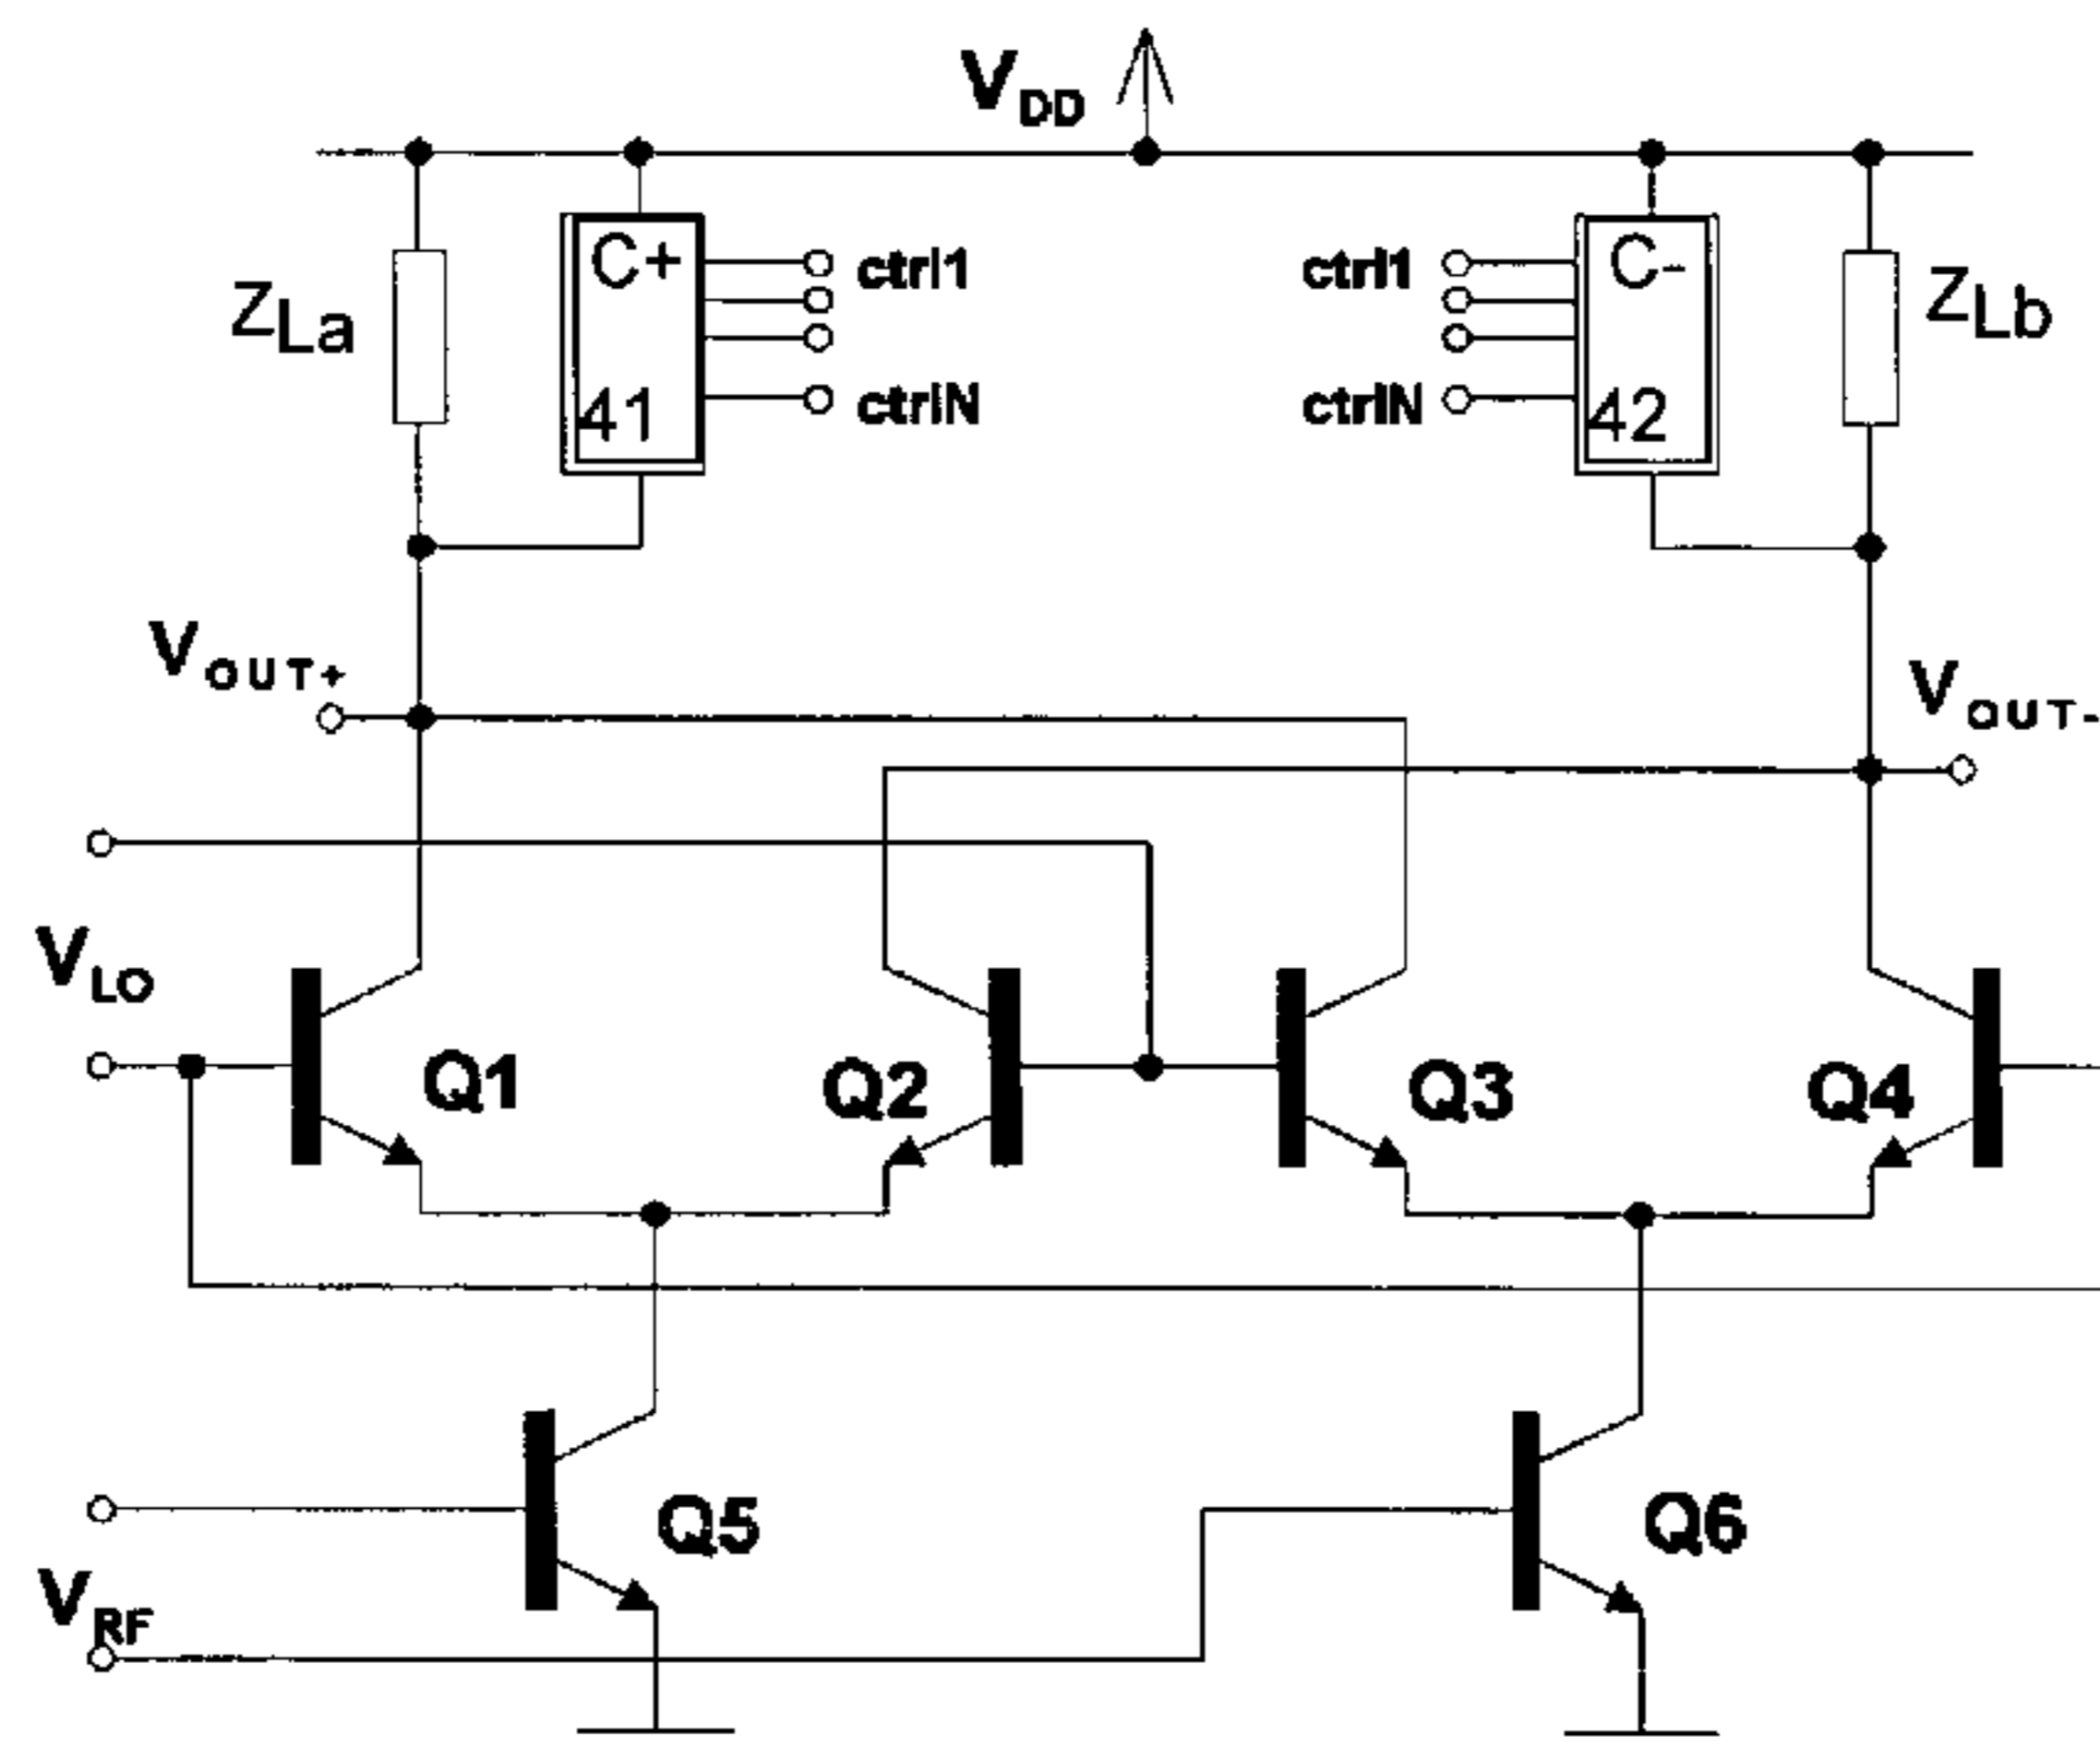 VDD
C+
ctrl1
ctrl1
C-
ZLa
ZLb
41
ctrlN
ctrlN
42
VOUT+
VOUT-
VLO
Q1
Q2
Q3
Q4
Q5
Q6
VRF